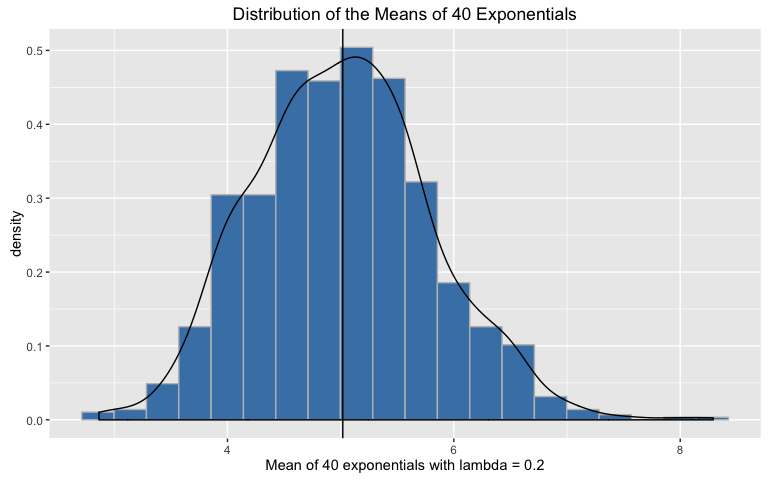 Distribution of the Means of 40 Exponentials
density
0.5
0.4
0.3
0.2
0.1
0.0
4 6 8
Mean of 40 exponentials with lambda = 0.2